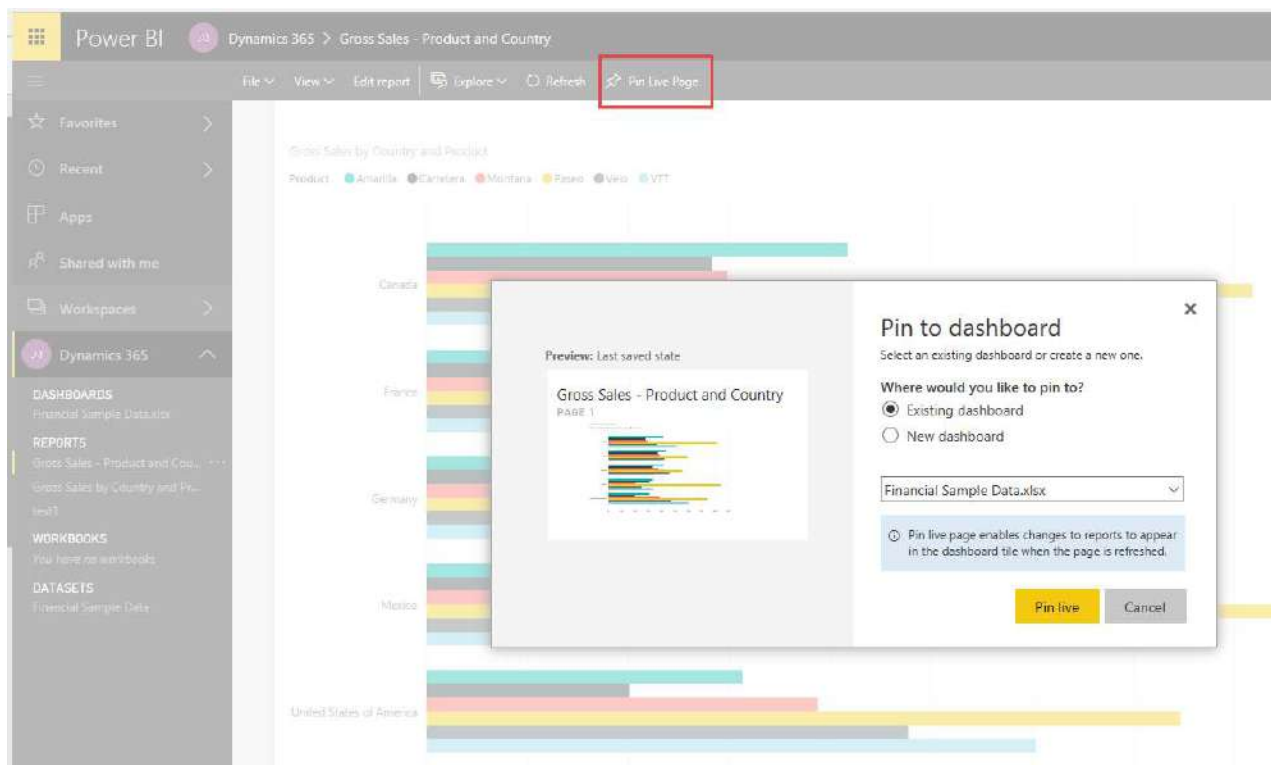 Power BI
Dynamics 365 > Gross Sales - Product and Country
File View Edit report Explore Refresh Pin Live Page
Favorites
Recent
Apps
Shared with me
Workspaces
Dynamics 365
DASHBOARDS
Financial Sample Data.xlsx
REPORTS
Gross Sales - Product and Cou... ...
Gross Sales by Country and Pr...
test1
WORKBOOKS
You have no workbooks
DATASETS
Financial Sample Data
Gross Sales by Country and Product
Product Amarilla Carretera Montana Paseo Velo VTT
Canada
France
Germany
Mexico
United States of America
Preview: Last saved state
Gross Sales - Product and Country
PAGE 1
Pin to dashboard
Select an existing dashboard or create a new one.
Where would you like to pin to?
Existing dashboard
New dashboard
Financial Sample Data.xlsx
Pin live page enables changes to reports to appear
in the dashboard tile when the page is refreshed.
Pin live Cancel